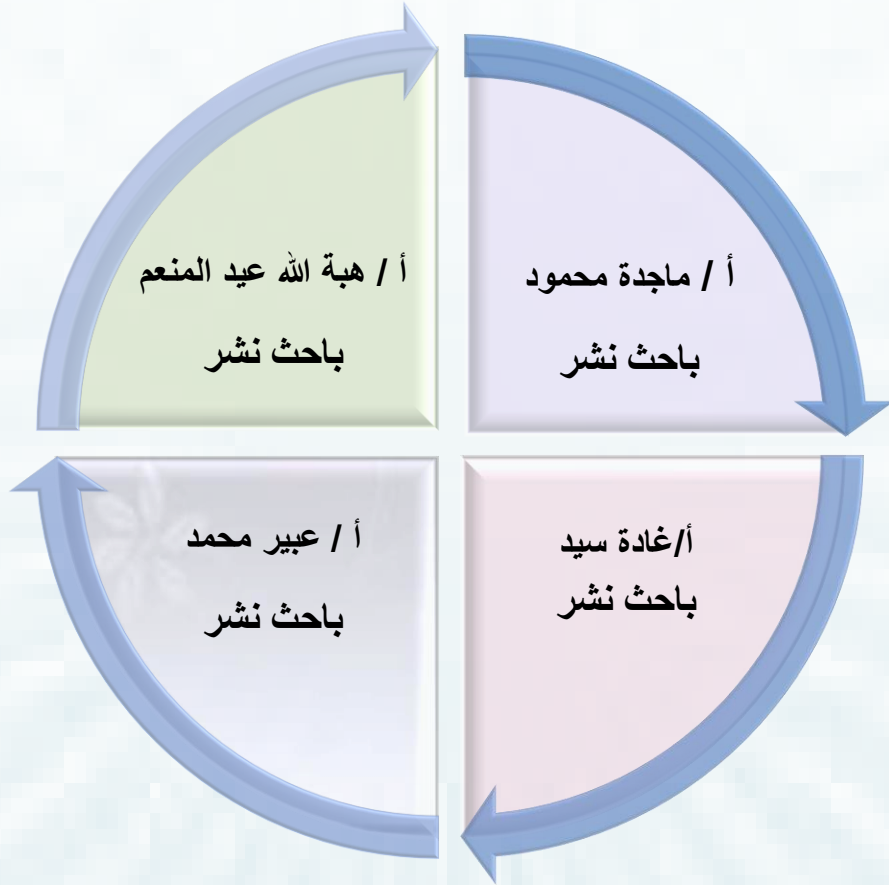 أ / هبة الله عيد المنعم
باحث نشر
أ / ماجدة محمود
باحث نشر
أ/غادة سيد
باحث نشر
أ / عبير محمد
باحث نشر